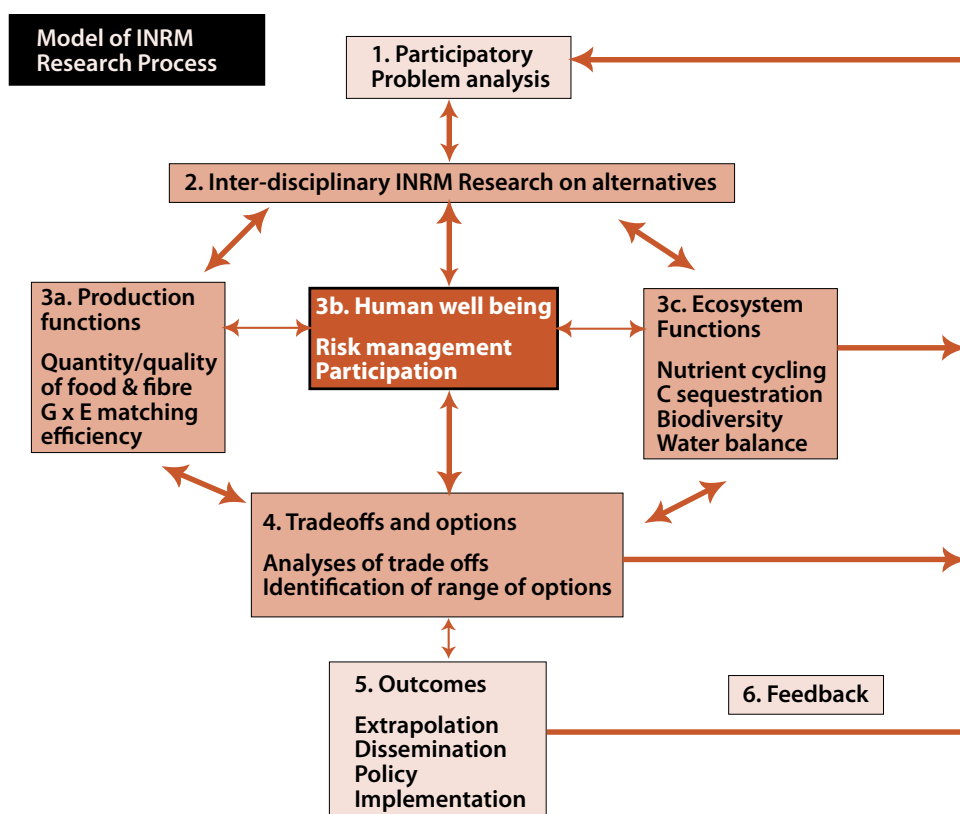 Model of INRM
Research Process
1. Participatory
Problem analysis
2. Inter-disciplinary INRM Research on alternatives
3a. Production
functions
Quantity/quality
of food & fibre
G x E matching
efficiency
3b. Human well being
Risk management
Participation
3c. Ecosystem
Functions
Nutrient cycling
C sequestration
Biodiversity
Water balance
4. Tradeoffs and options
Analyses of trade offs
Identification of range of options
5. Outcomes
Extrapolation
Dissemination
Policy
Implementation
6. Feedback